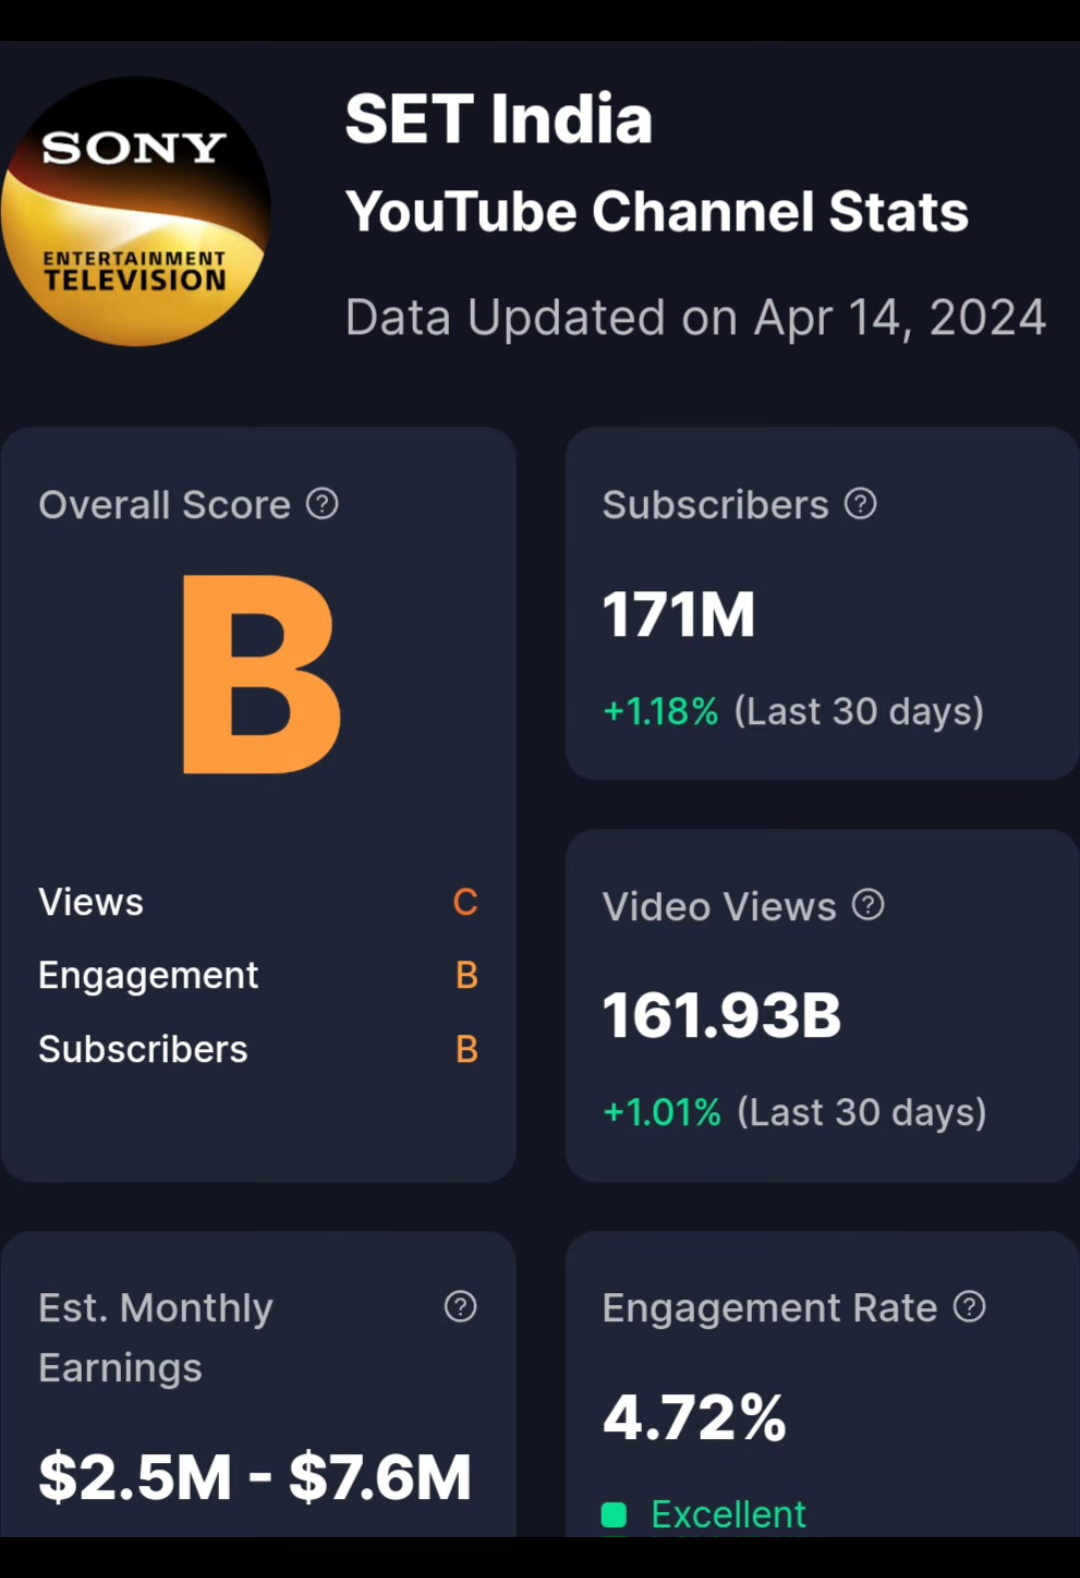 SONY
ENTERTAINMENT
TELEVISION
SET India
YouTube Channel Stats
Data Updated on Apr 14, 2024
Overall Score ?
B
Views C
Engagement B
Subscribers B
Subscribers ?
171M
+1.18% (Last 30 days)
Video Views ?
161.93B
+1.01% (Last 30 days)
Est. Monthly ?
Earnings
$2.5M - $7.6M
Engagement Rate ?
4.72%
Excellent